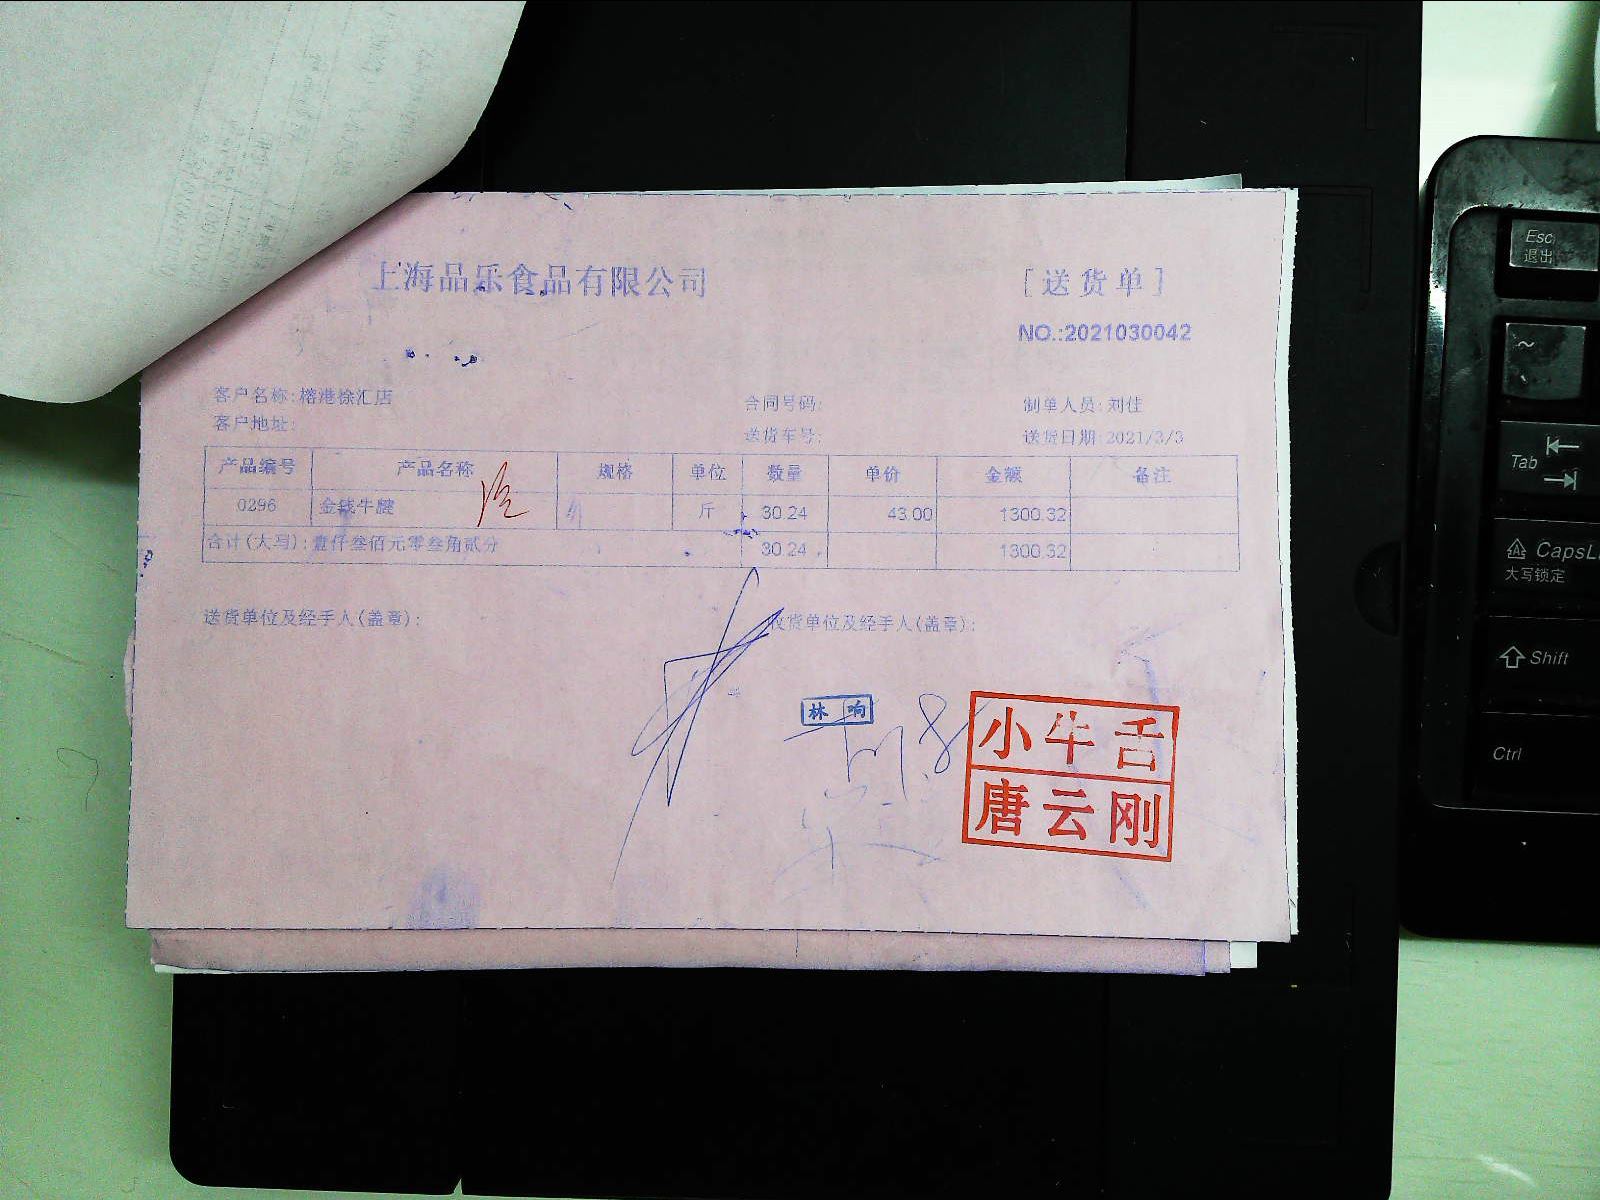 上海品乐食品有限公司
[送货单]
NO.:2021030042
客户名称:榕港徐汇店
合同号码:
制单人员:刘佳
客户地址:
送货车号:
送货日期:2021/3/3
产品编号 产品名称 规格 单位 数量 单价 金额 备注
0296 金钱牛腱 斤 30.24 43.00 1300.32
合计(大写):壹仟叁佰元零叁角贰分 30.24 1300.32
送货单位及经手人(盖章):
收货单位及经手人(盖章):
林响
小牛舌
唐云刚
Esc
退出
~
Tab
CapsL
大写锁定
Shift
Ctrl